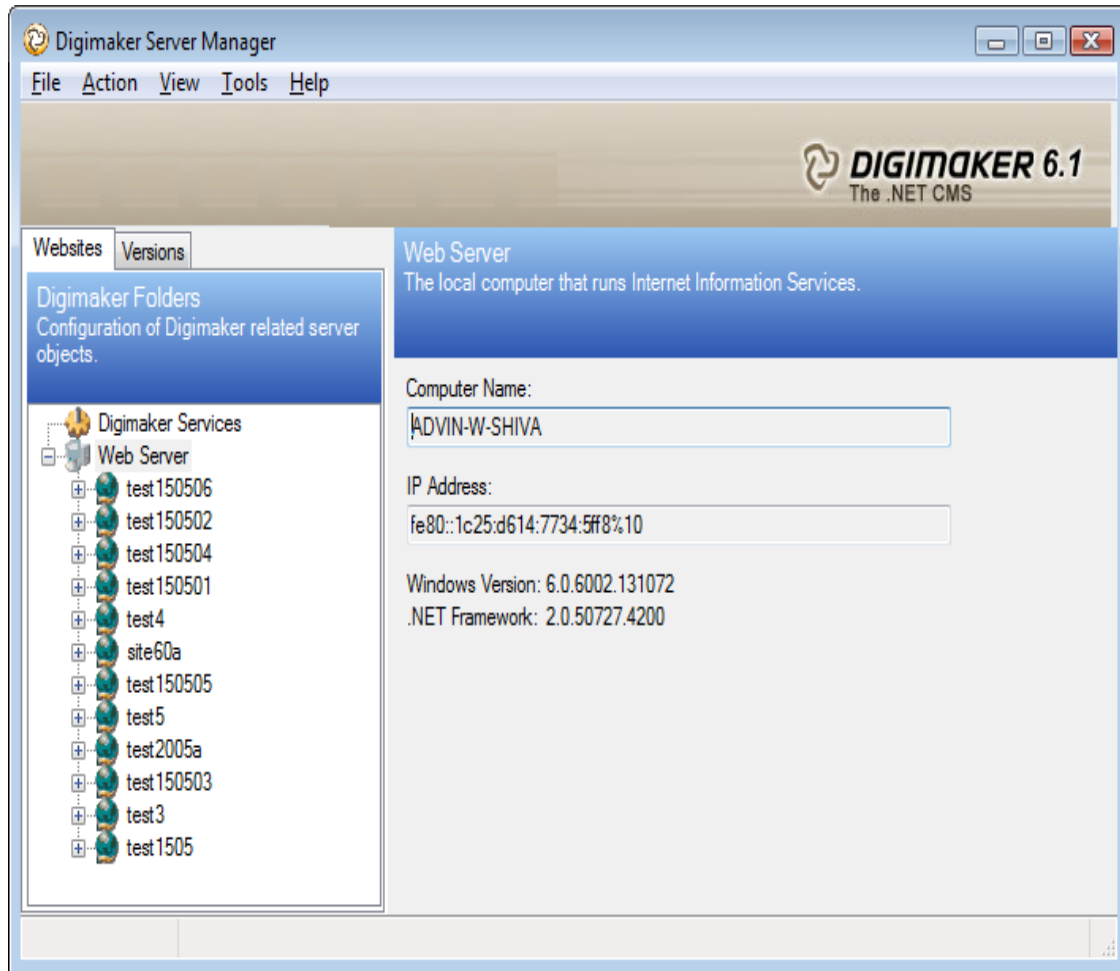 Digimaker Server Manager
File Action View Tools Help
DIGIMAKER 6.1
The .NET CMS
Websites
Versions
Digimaker Folders
Configuration of Digimaker related server
objects.
Digimaker Services
Web Server
test150506
test150502
test150504
test150501
test4
site60a
test150505
test5
test2005a
test150503
test3
test1505
Web Server
The local computer that runs Internet Information Services.
Computer Name:
ADVIN-W-SHIVA
IP Address:
fe80::1c25:d614:7734:5ff8%10
Windows Version: 6.0.6002.131072
.NET Framework: 2.0.50727.4200